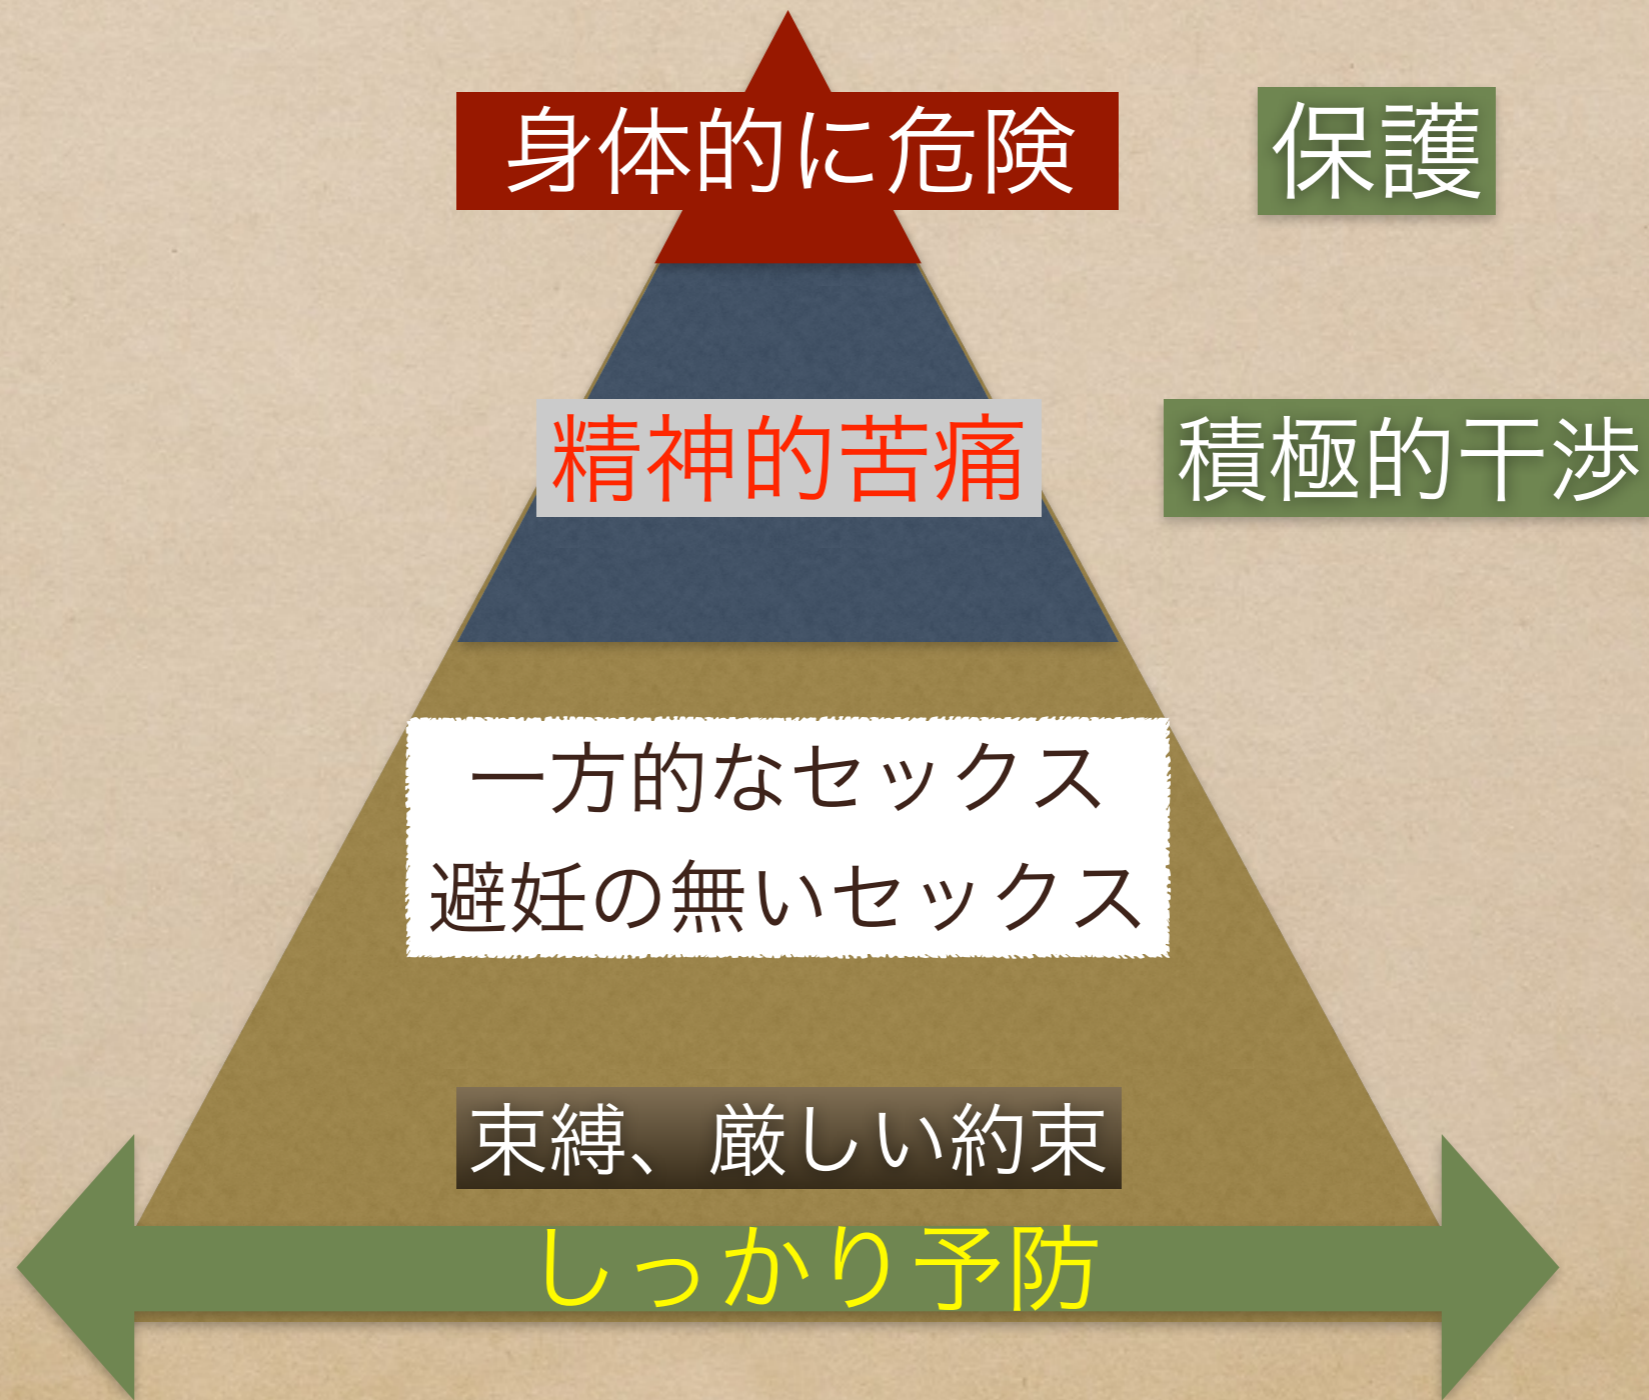 身体的に危険
保護
精神的苦痛
積極的干渉
一方的なセックス
避妊の無いセックス
束縛、厳しい約束
しっかり予防